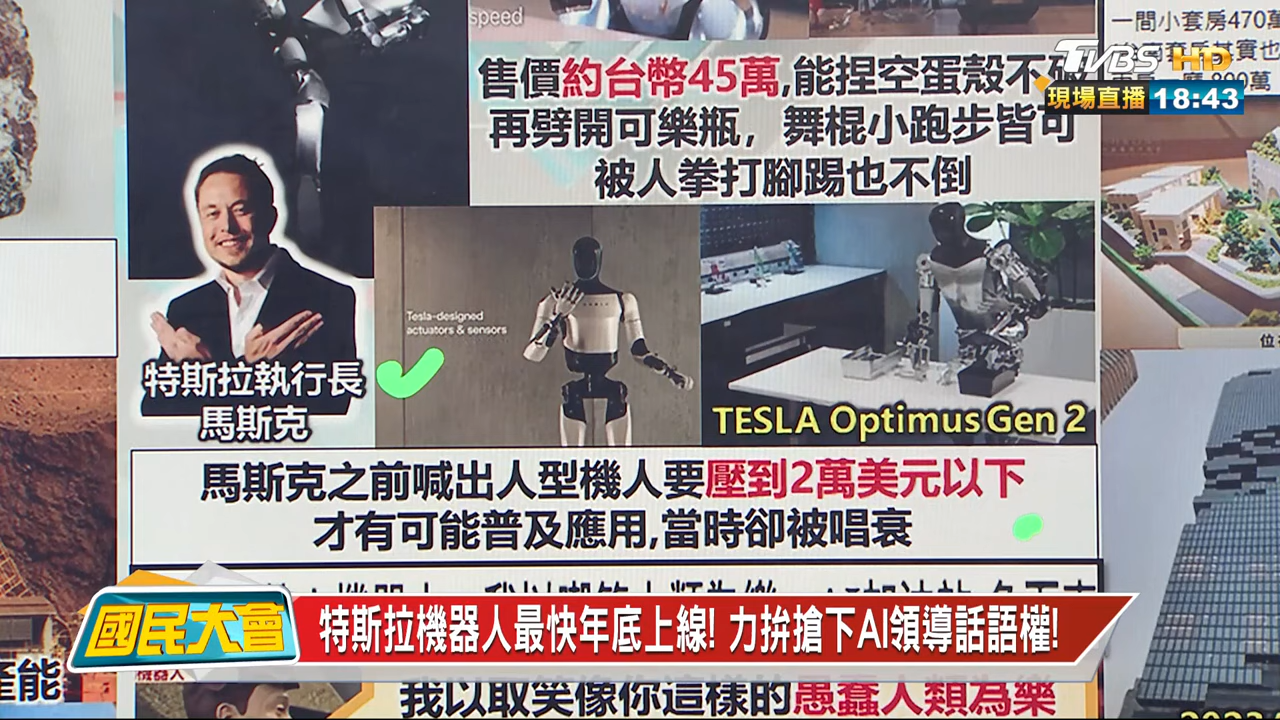 speed
一間小套房470萬
TVBS HD
現場直播 18:43
售價約台幣45萬,能捏空蛋殼不
再劈開可樂瓶，舞棍小跑步皆可
被人拳打腳踢也不倒
Tesla-designed
actuators & sensors
特斯拉執行長
馬斯克
TESLA Optimus Gen 2
馬斯克之前喊出人型機人要壓到2萬美元以下
才有可能普及應用,當時卻被唱衰
國民大會
特斯拉機器人最快年底上線! 力拚搶下AI領導話語權!
產能
機器人
我以取笑像你這樣的愚蠢人類為樂